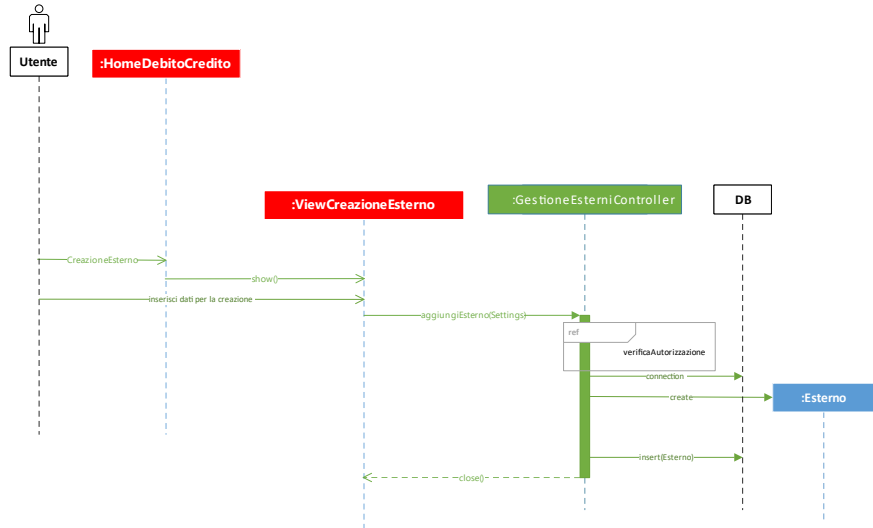 Utente
:HomeDebitoCredito
:ViewCreazioneEsterno
:GestioneEsterniController
DB
CreazioneEsterno
show()
inserisci dati per la creazione
aggiungiEsterno(Settings)
ref
verificaAutorizzazione
connection
create
:Esterno
insert(Esterno)
close()